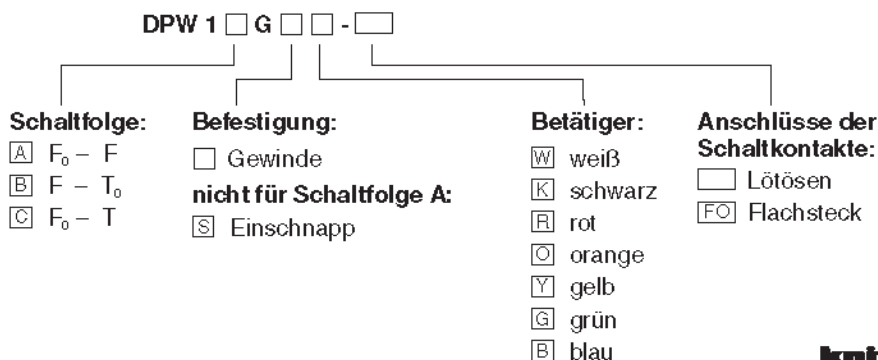 DPW 1 □ G □ □ - □
Schaltfolge:
A F₀ – F
B F – T₀
C F₀ – T
Befestigung:
□ Gewinde
nicht für Schaltfolge A:
S Einschnapp
Betätiger:
W weiß
K schwarz
R rot
O orange
Y gelb
G grün
B blau
Anschlüsse der
Schaltkontakte:
□ Lötösen
FO Flachsteck